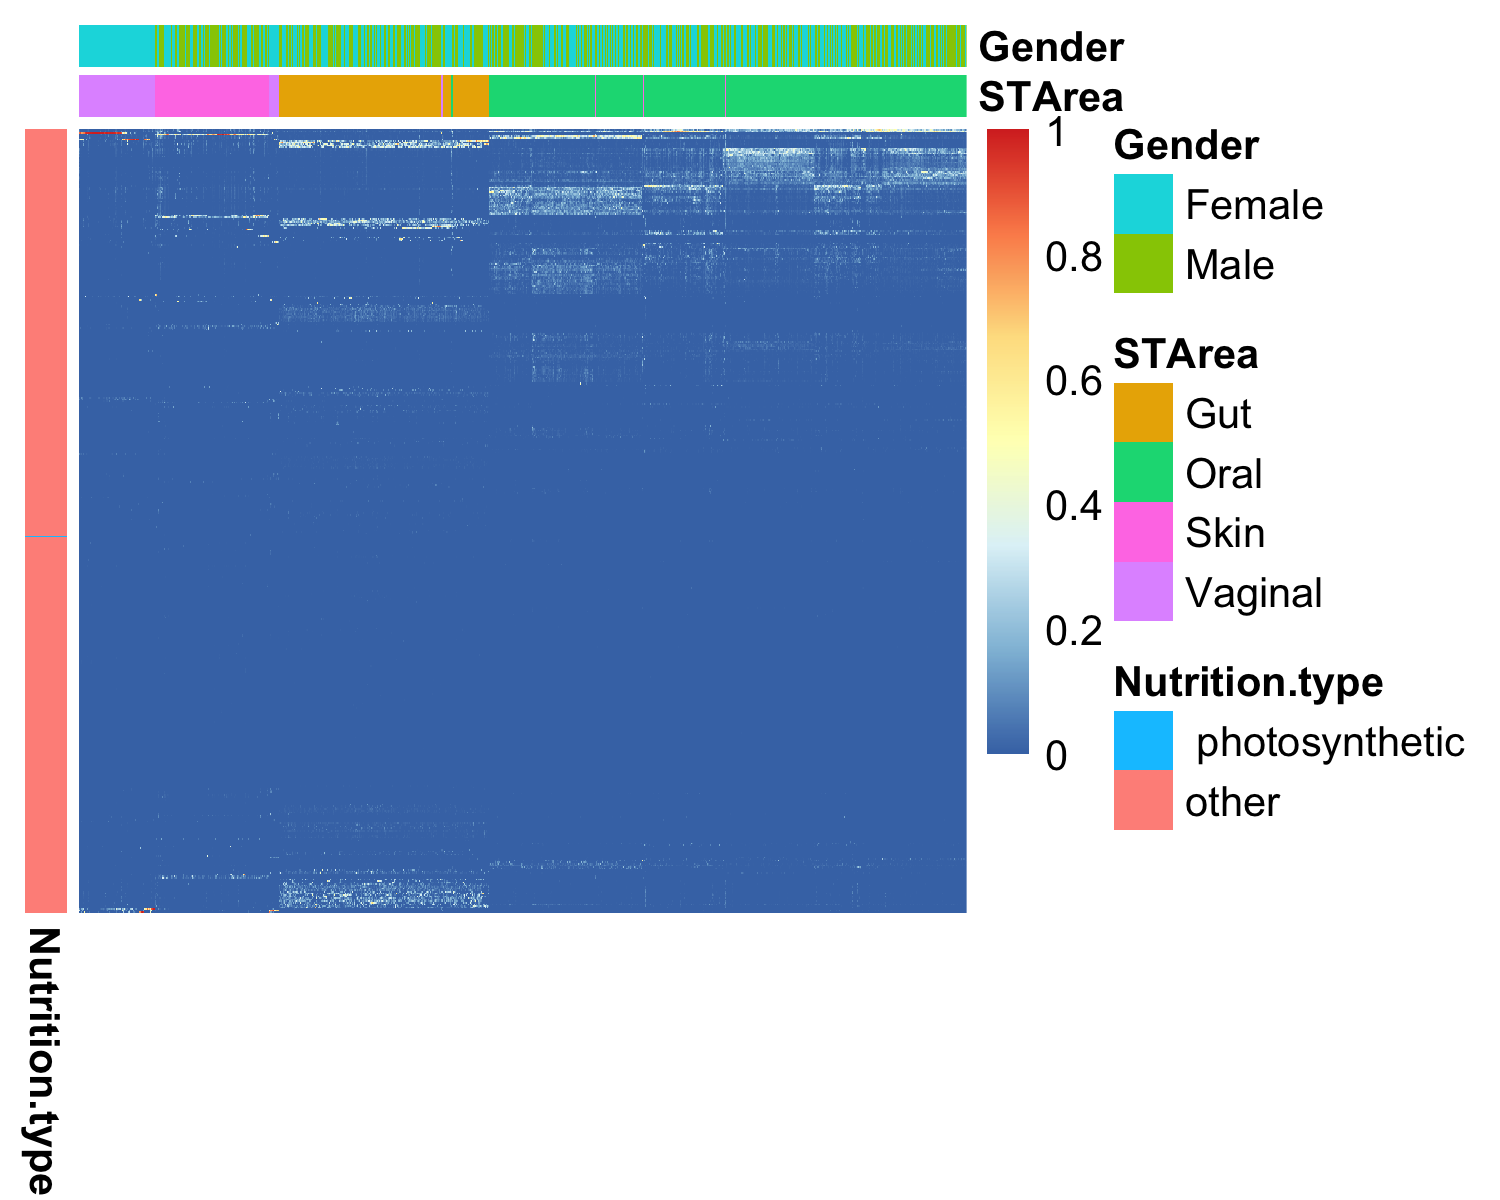 Gender
STArea
1
0.8
0.6
0.4
0.2
0
Gender
Female
Male
STArea
Gut
Oral
Skin
Vaginal
Nutrition.type
photosynthetic
other
Nutrition.type